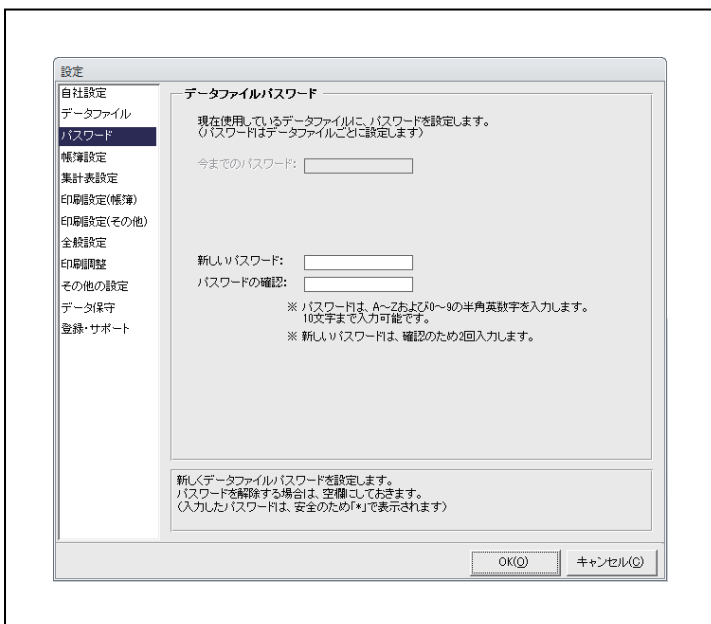 設定
自社設定
データファイル
パスワード
帳簿設定
集計表設定
印刷設定(帳簿)
印刷設定(その他)
全般設定
印刷調整
その他の設定
データ保守
登録・サポート
データファイルパスワード
現在使用しているデータファイルに、パスワードを設定します。
(パスワードはデータファイルごとに設定します)
今までのパスワード:
新しいパスワード:
パスワードの確認:
※ パスワードは、A～Zおよび0～9の半角英数字を入力します。
10文字まで入力可能です。
※ 新しいパスワードは、確認のため2回入力します。
新しくデータファイルパスワードを設定します。
パスワードを解除する場合は、空欄にしておきます。
(入力したパスワードは、安全のため「*」で表示されます)
OK(O)
キャンセル(C)